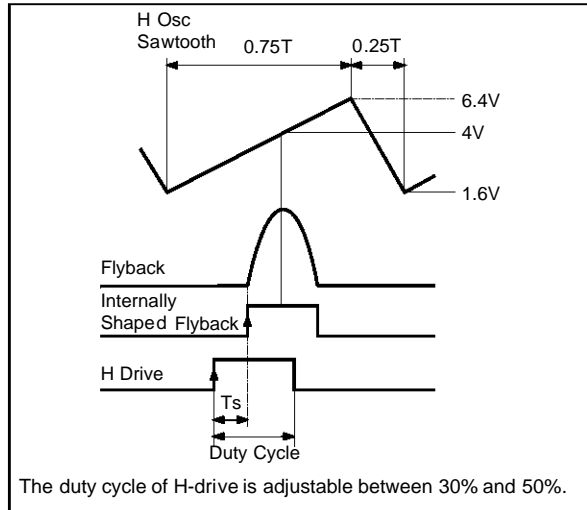 H Osc
Sawtooth
0.75T
0.25T
6.4V
4V
1.6V
Flyback
Internally
Shaped Flyback
H Drive
Ts
Duty Cycle
The duty cycle of H-drive is adjustable between 30% and 50%.